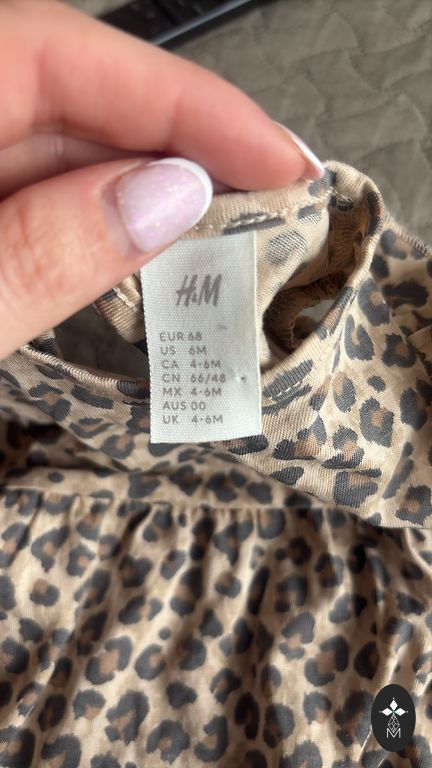 H&M
EUR 68
US 6M
CA 4-6M
CN 66/48
MX 4-6M
AUS 00
UK 4-6M
M